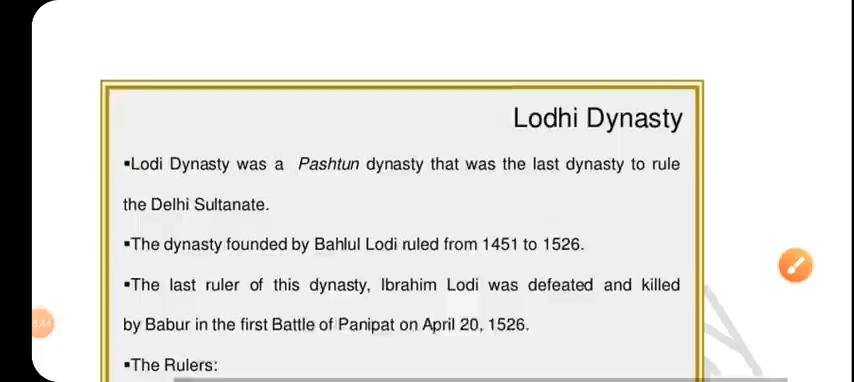 Lodhi Dynasty
▪Lodi Dynasty was a Pashtun dynasty that was the last dynasty to rule
the Delhi Sultanate.
▪The dynasty founded by Bahlul Lodi ruled from 1451 to 1526.
▪The last ruler of this dynasty, Ibrahim Lodi was defeated and killed
by Babur in the first Battle of Panipat on April 20, 1526.
▪The Rulers: